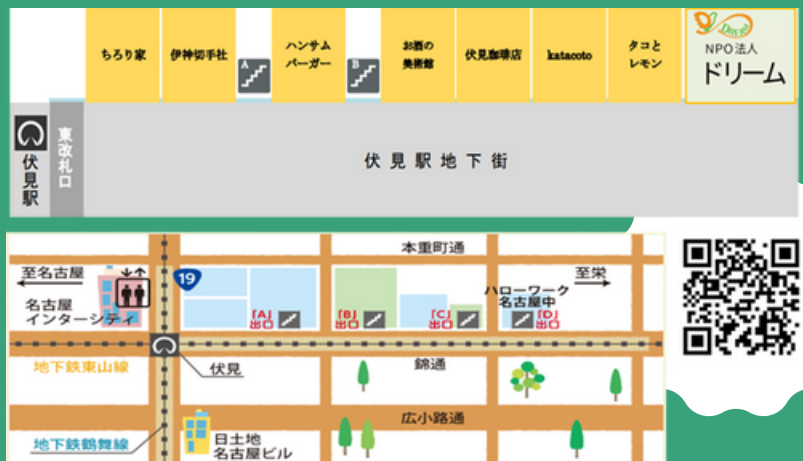 ちろり家
伊神切手社
A
ハンサム
バーガー
B
お酒の
美術館
伏見珈琲店
katacoto
タコと
レモン
Dream
NPO法人
ドリーム
伏見駅
東改札口
伏見駅地下街
本重町通
至名古屋
19
至栄
名古屋
インターシティ
ハローワーク
名古屋中
「A」
出口
「B」
出口
「C」
出口
「D」
出口
地下鉄東山線
伏見
錦通
広小路通
地下鉄鶴舞線
日土地
名古屋ビル